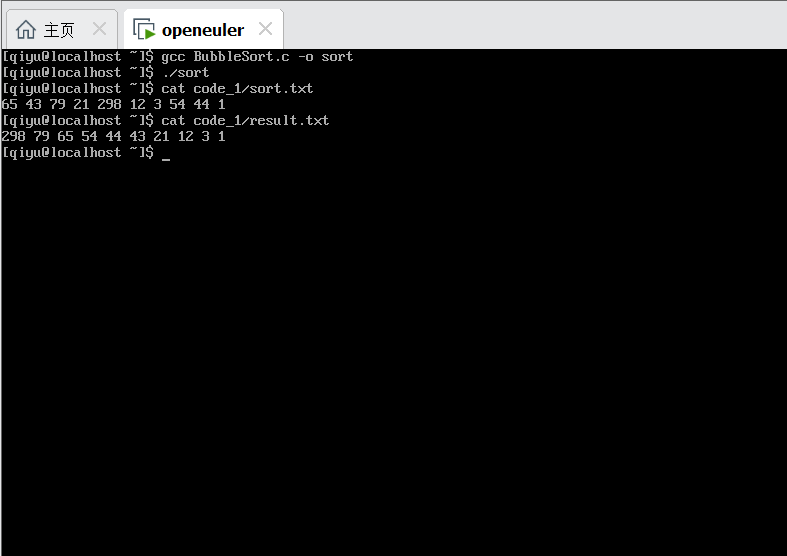 主页
openeuler
[qiyu@localhost ~]$ gcc BubbleSort.c -o sort
[qiyu@localhost ~]$ ./sort
[qiyu@localhost ~]$ cat code_1/sort.txt
65 43 79 21 298 12 3 54 44 1
[qiyu@localhost ~]$ cat code_1/result.txt
298 79 65 54 44 43 21 12 3 1
[qiyu@localhost ~]$ _